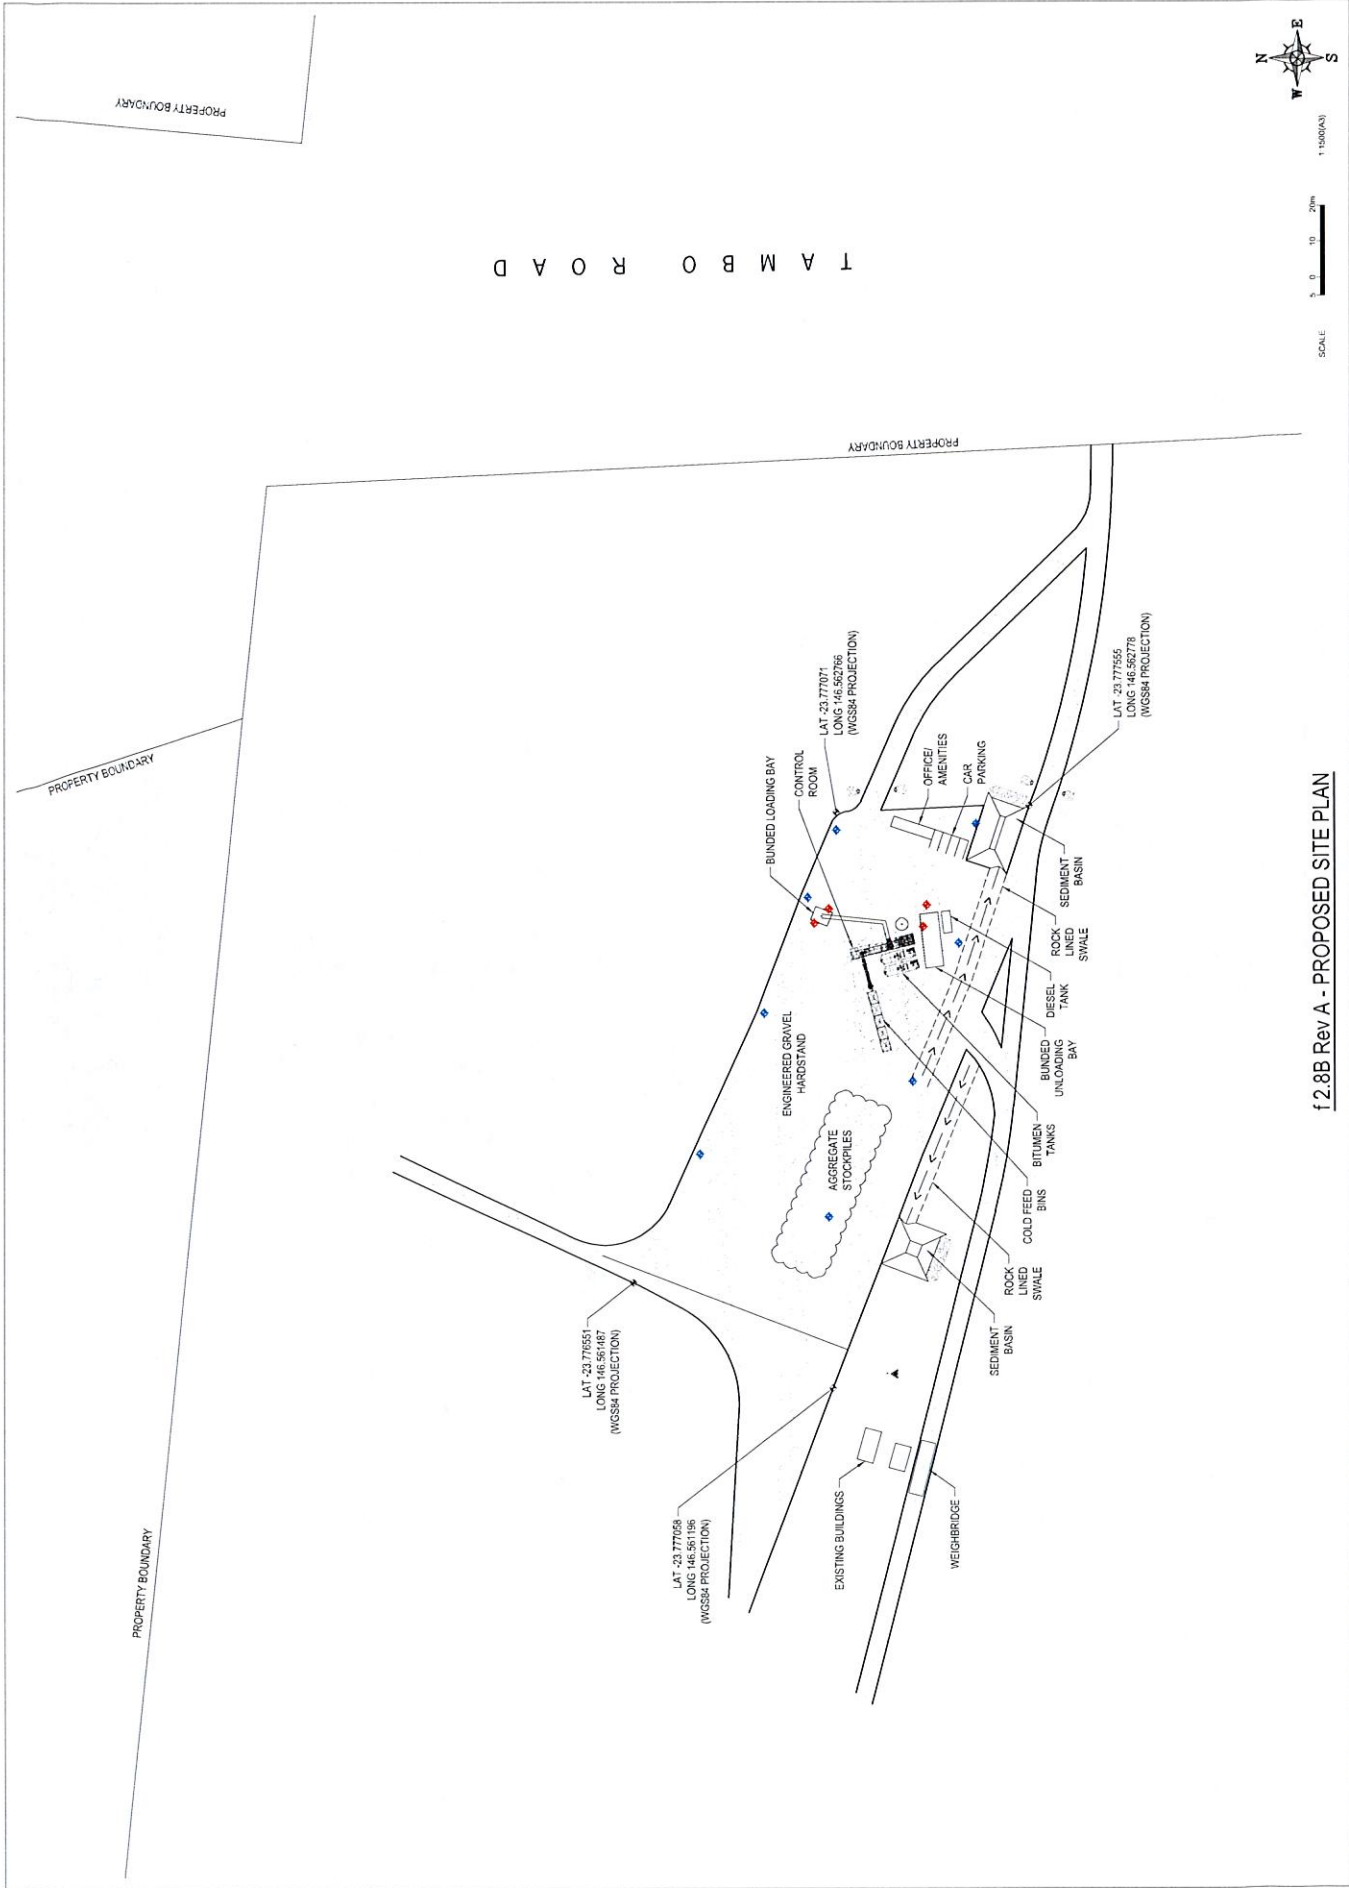 PROPERTY BOUNDARY
PROPERTY BOUNDARY
PROPERTY BOUNDARY
TAMBO ROAD
PROPERTY BOUNDARY
LAT -23.776551
LONG 146.561487
(WGS84 PROJECTION)
LAT -23.777058
LONG 146.561196
(WGS84 PROJECTION)
ENGINEERED GRAVEL
HARDSTAND
AGGREGATE
STOCKPILES
BUNDED LOADING BAY
CONTROL
ROOM
LAT -23.777071
LONG 146.562766
(WGS84 PROJECTION)
OFFICE/
AMENITIES
CAR
PARKING
EXISTING BUILDINGS
WEIGHBRIDGE
SEDIMENT
BASIN
ROCK
LINED
SWALE
COLD FEED
BINS
BITUMEN
TANKS
BUNDED
UNLOADING
BAY
DIESEL
TANK
ROCK
LINED
SWALE
SEDIMENT
BASIN
LAT -23.777555
LONG 146.562778
(WGS84 PROJECTION)
f 2.8B Rev A - PROPOSED SITE PLAN
SCALE
5 0 10 20m
1:1500(A3)
N
E
S
W